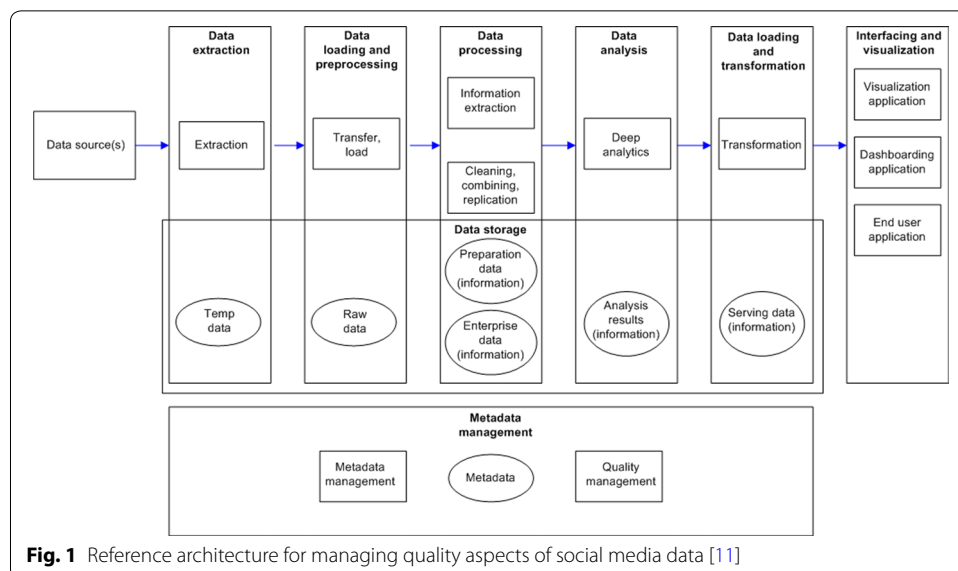 Data
extraction
Data
loading and
preprocessing
Data
processing
Data
analysis
Data loading
and
transformation
Interfacing and
visualization
Data source(s)
Extraction
Transfer,
load
Information
extraction
Cleaning,
combining,
replication
Deep
analytics
Transformation
Visualization
application
Dashboarding
application
End user
application
Data storage
Temp
data
Raw
data
Preparation
data
(information)
Enterprise
data
(information)
Analysis
results
(information)
Serving data
(information)
Metadata
management
Metadata
management
Metadata
Quality
management
Fig. 1 Reference architecture for managing quality aspects of social media data [11]